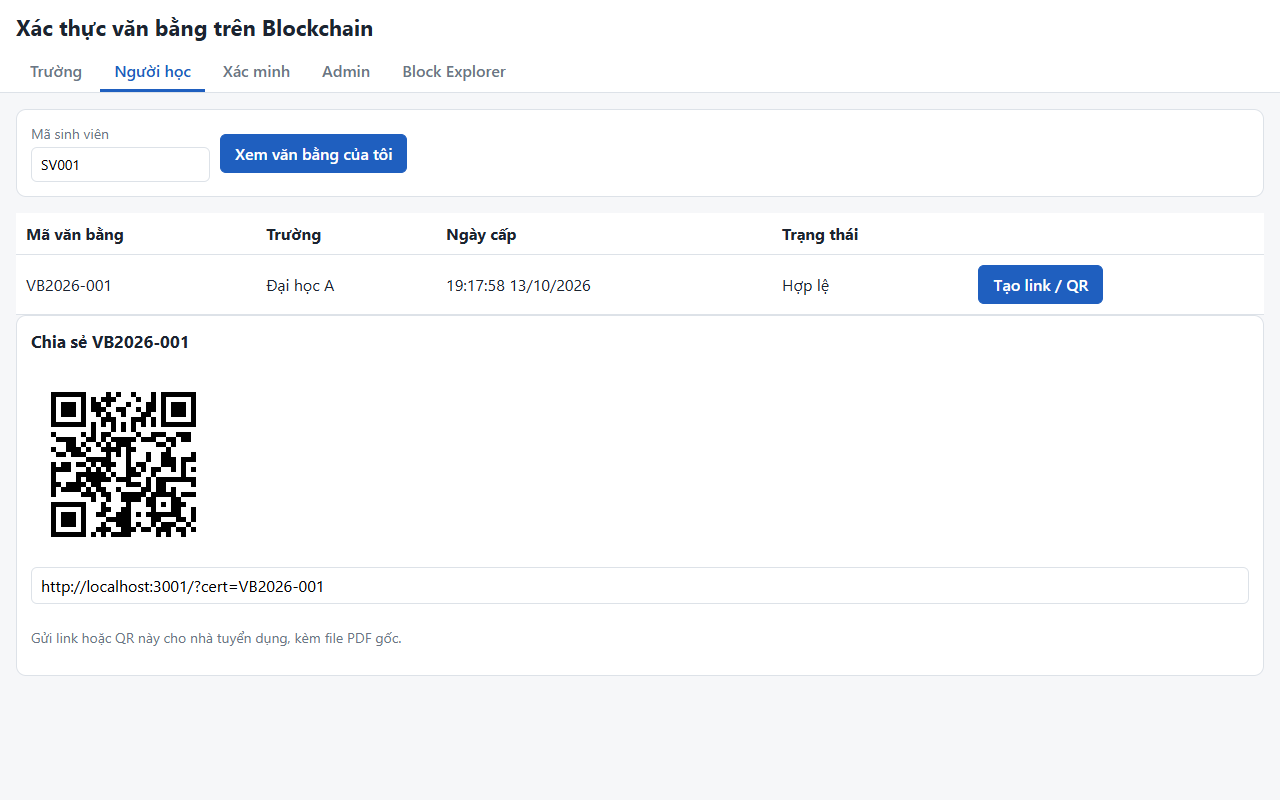 Xác thực văn bằng trên Blockchain
Trường Người học Xác minh Admin Block Explorer
Mã sinh viên
SV001
Xem văn bằng của tôi
Mã văn bằng Trường Ngày cấp Trạng thái
VB2026-001 Đại học A 19:17:58 13/10/2026 Hợp lệ Tạo link / QR
Chia sẻ VB2026-001
http://localhost:3001/?cert=VB2026-001
Gửi link hoặc QR này cho nhà tuyển dụng, kèm file PDF gốc.